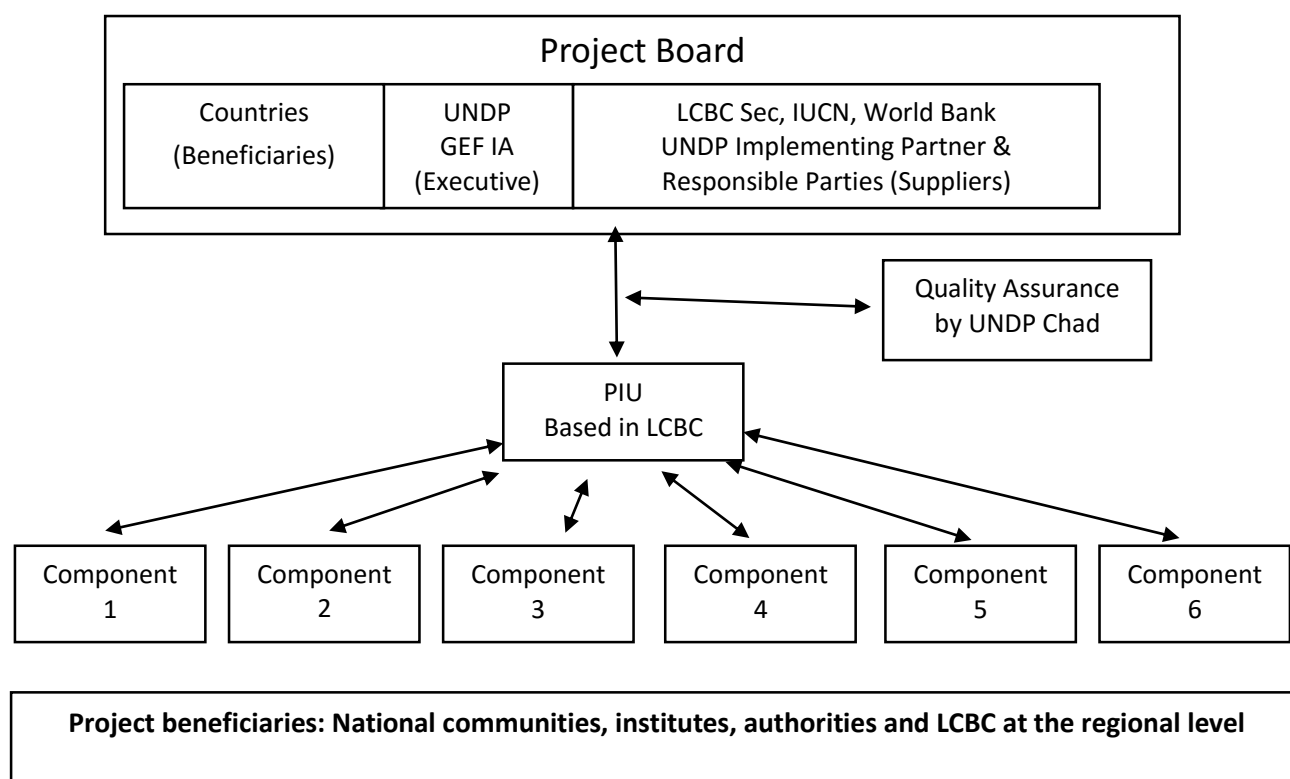 Project Board
Countries
(Beneficiaries)
UNDP
GEF IA
(Executive)
LCBC Sec, IUCN, World Bank
UNDP Implementing Partner &
Responsible Parties (Suppliers)
Quality Assurance
by UNDP Chad
PIU
Based in LCBC
Component
1
Component
2
Component
3
Component
4
Component
5
Component
6
Project beneficiaries: National communities, institutes, authorities and LCBC at the regional level